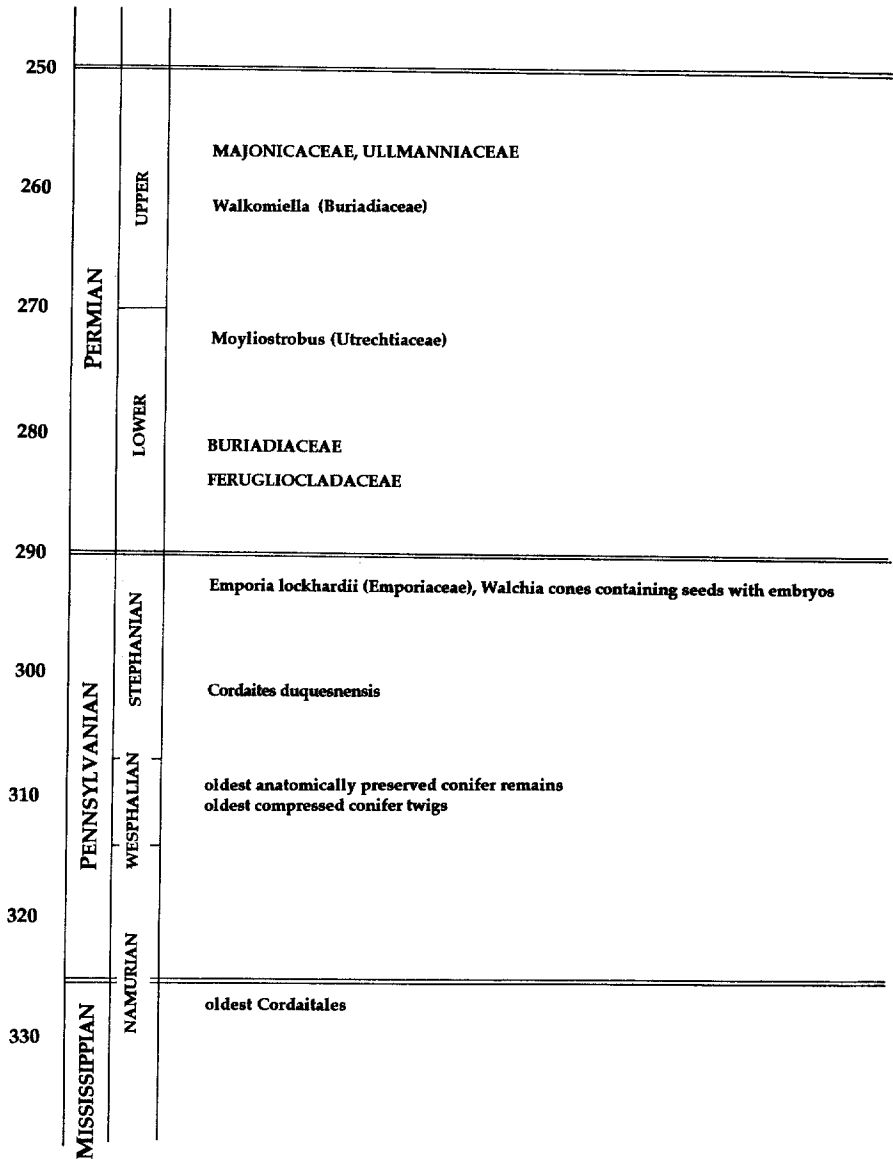 250
MAJONICACEAE, ULLMANNIACEAE
260
UPPER
Walkomiella (Buriadiaceae)
270
PERMIAN
Moyliostrobus (Utrechtiaceae)
280
LOWER
BURIADIACEAE
FERUGLIOCLADACEAE
290
Emporia lockhardii (Emporiaceae), Walchia cones containing seeds with embryos
STEPHANIAN
300
Cordaites duquesnensis
PENNSYLVANIAN
310
WESPHALIAN
oldest anatomically preserved conifer remains
oldest compressed conifer twigs
320
NAMURIAN
oldest Cordaitales
330
MISSISSIPPIAN